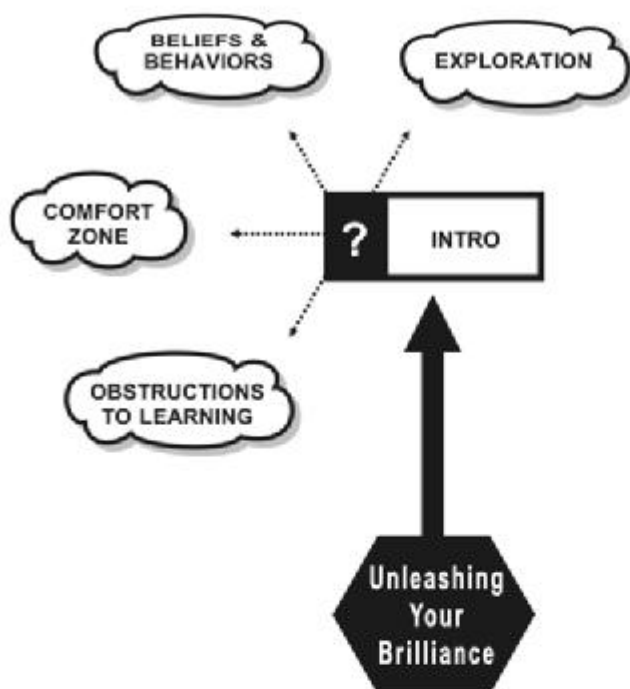 BELIEFS &
BEHAVIORS
EXPLORATION
COMFORT
ZONE
?
INTRO
OBSTRUCTIONS
TO LEARNING
Unleashing
Your
Brilliance